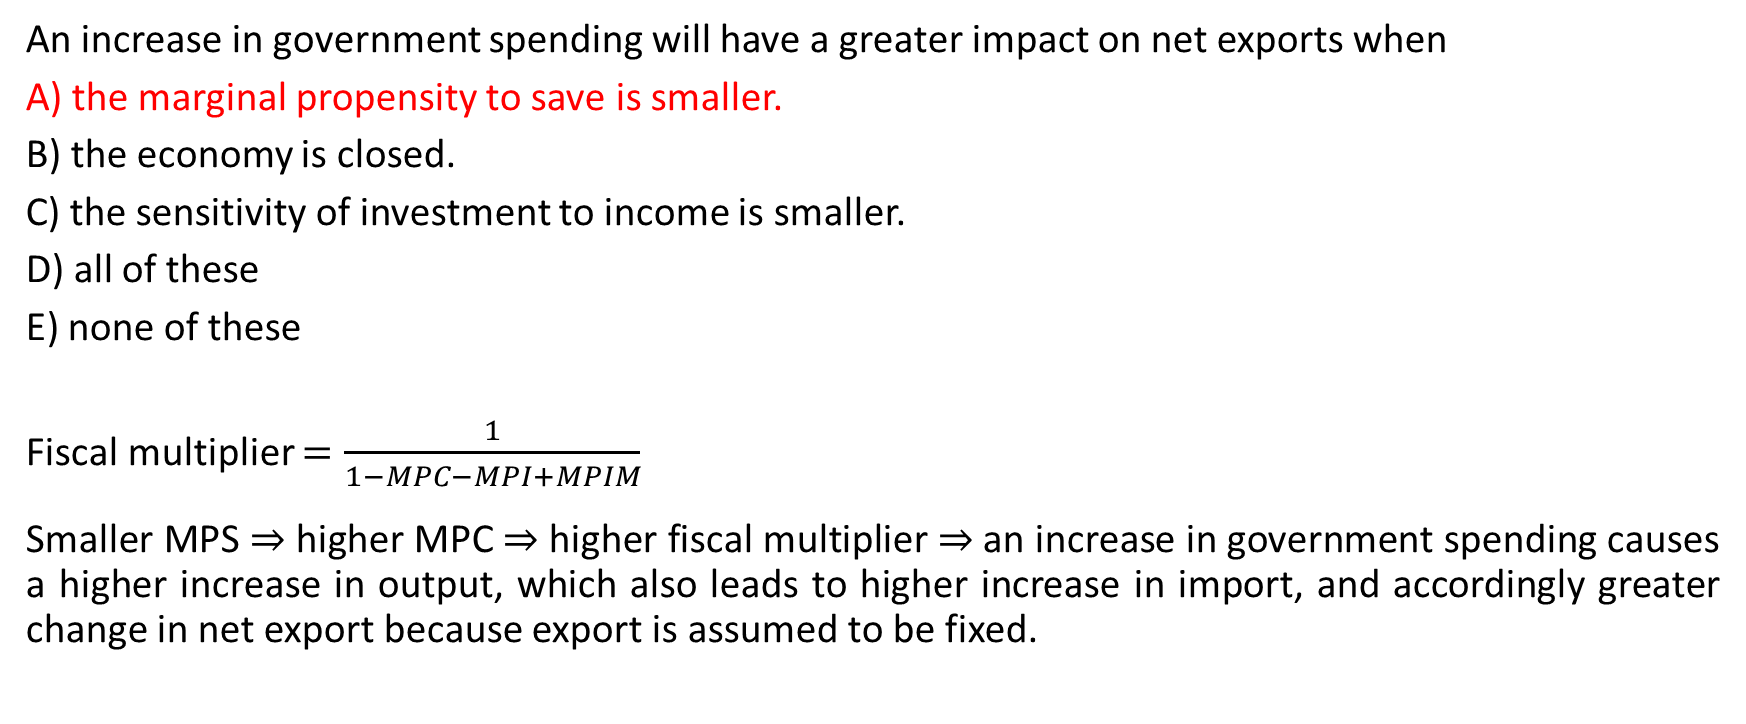 An increase in government spending will have a greater impact on net exports when
A) the marginal propensity to save is smaller.
B) the economy is closed.
C) the sensitivity of investment to income is smaller.
D) all of these
E) none of these
Fiscal multiplier = 1 / 1−MPC−MPI+MPIM
Smaller MPS ⇒ higher MPC ⇒ higher fiscal multiplier ⇒ an increase in government spending causes
a higher increase in output, which also leads to higher increase in import, and accordingly greater
change in net export because export is assumed to be fixed.